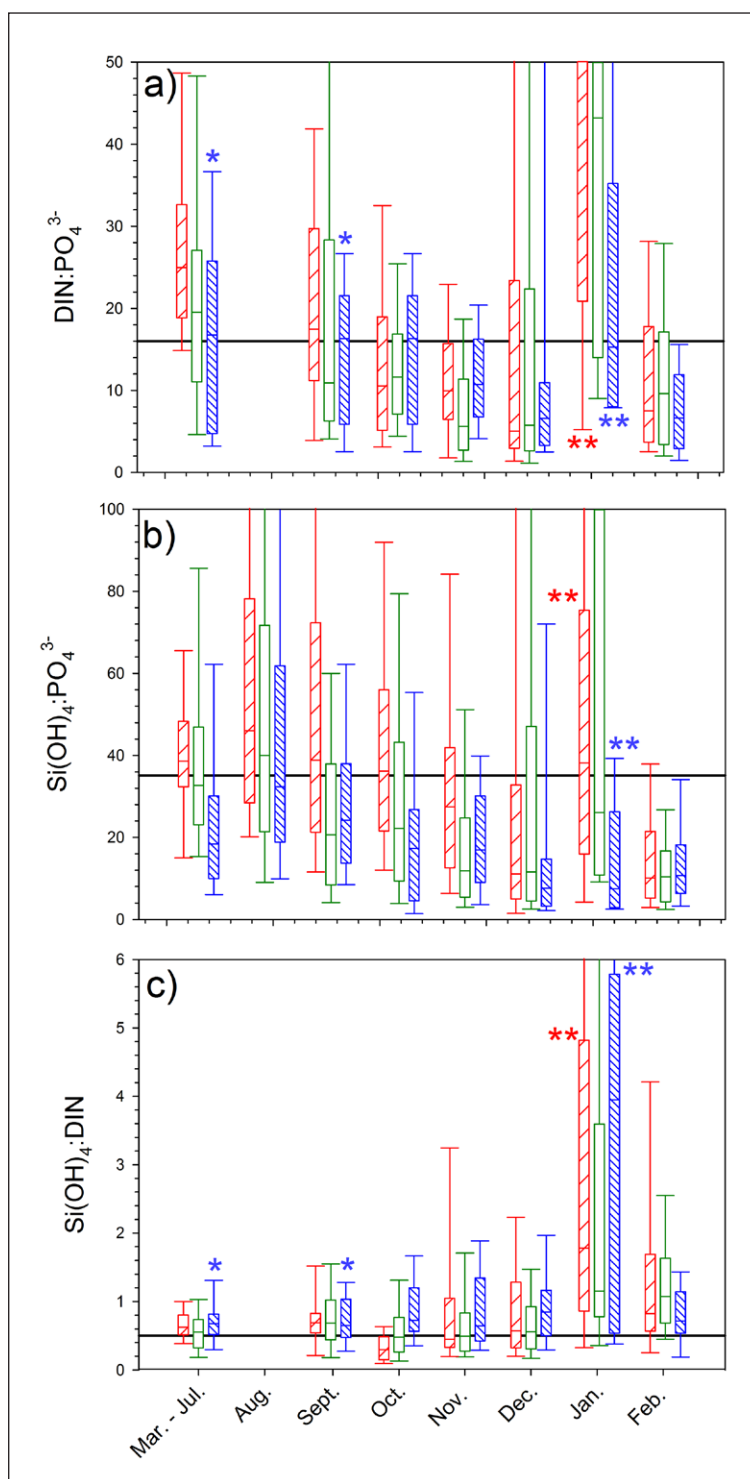 a)
DIN:PO₄³⁻
50
40
30
20
10
0
*
*
**
**
b)
Si(OH)₄:PO₄³⁻
100
80
60
40
20
0
**
**
c)
Si(OH)₄:DIN
6
5
4
3
2
1
0
*
*
**
**
Mar. - Jul.
Aug.
Sept.
Oct.
Nov.
Dec.
Jan.
Feb.